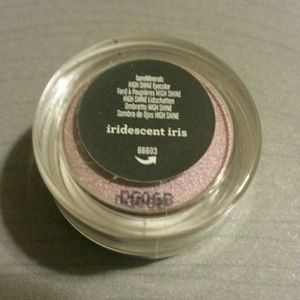 bareMinerals
HIGH SHINE Eyecolor
Fard à Paupières HIGH SHINE
HIGH SHINE Lidschatten
Ombretto HIGH SHINE
Sombra de Ojos HIGH SHINE
iridescent iris
66603